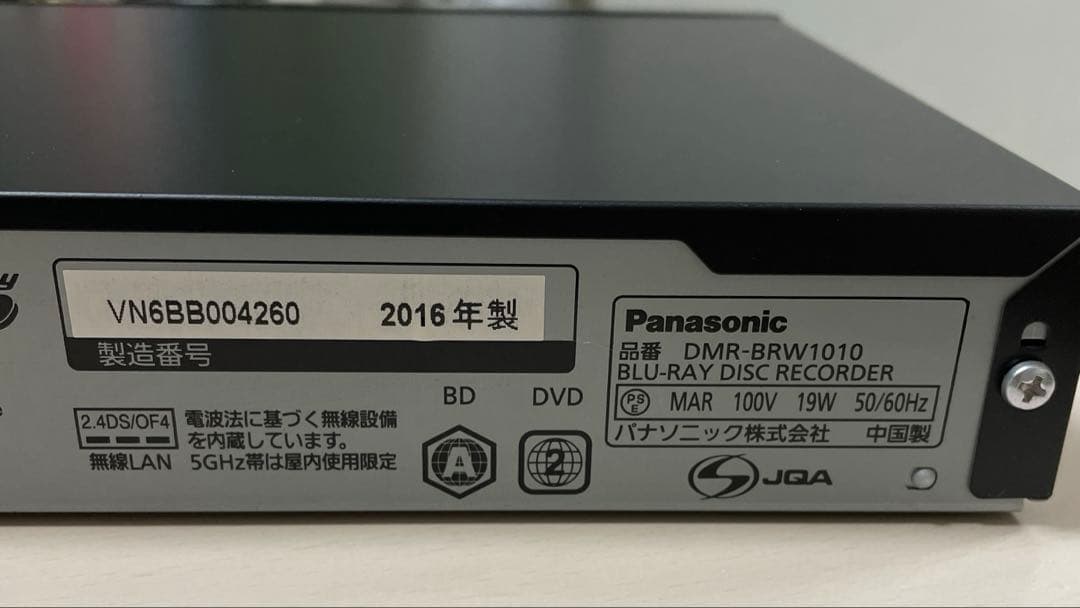 VN6BB004260 2016年製
製造番号
2.4DS/OF4
無線LAN
電波法に基づく無線設備
を内蔵しています。
5GHz帯は屋内使用限定
BD
A
DVD
2
Panasonic
品番 DMR-BRW1010
BLU-RAY DISC RECORDER
PSE MAR 100V 19W 50/60Hz
パナソニック株式会社 中国製
JQA